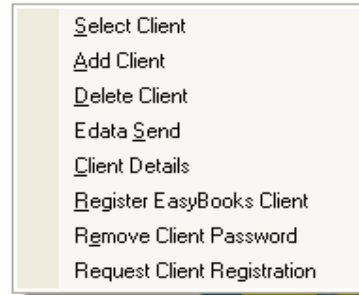 Select Client
Add Client
Delete Client
Edata Send
Client Details
Register EasyBooks Client
Remove Client Password
Request Client Registration